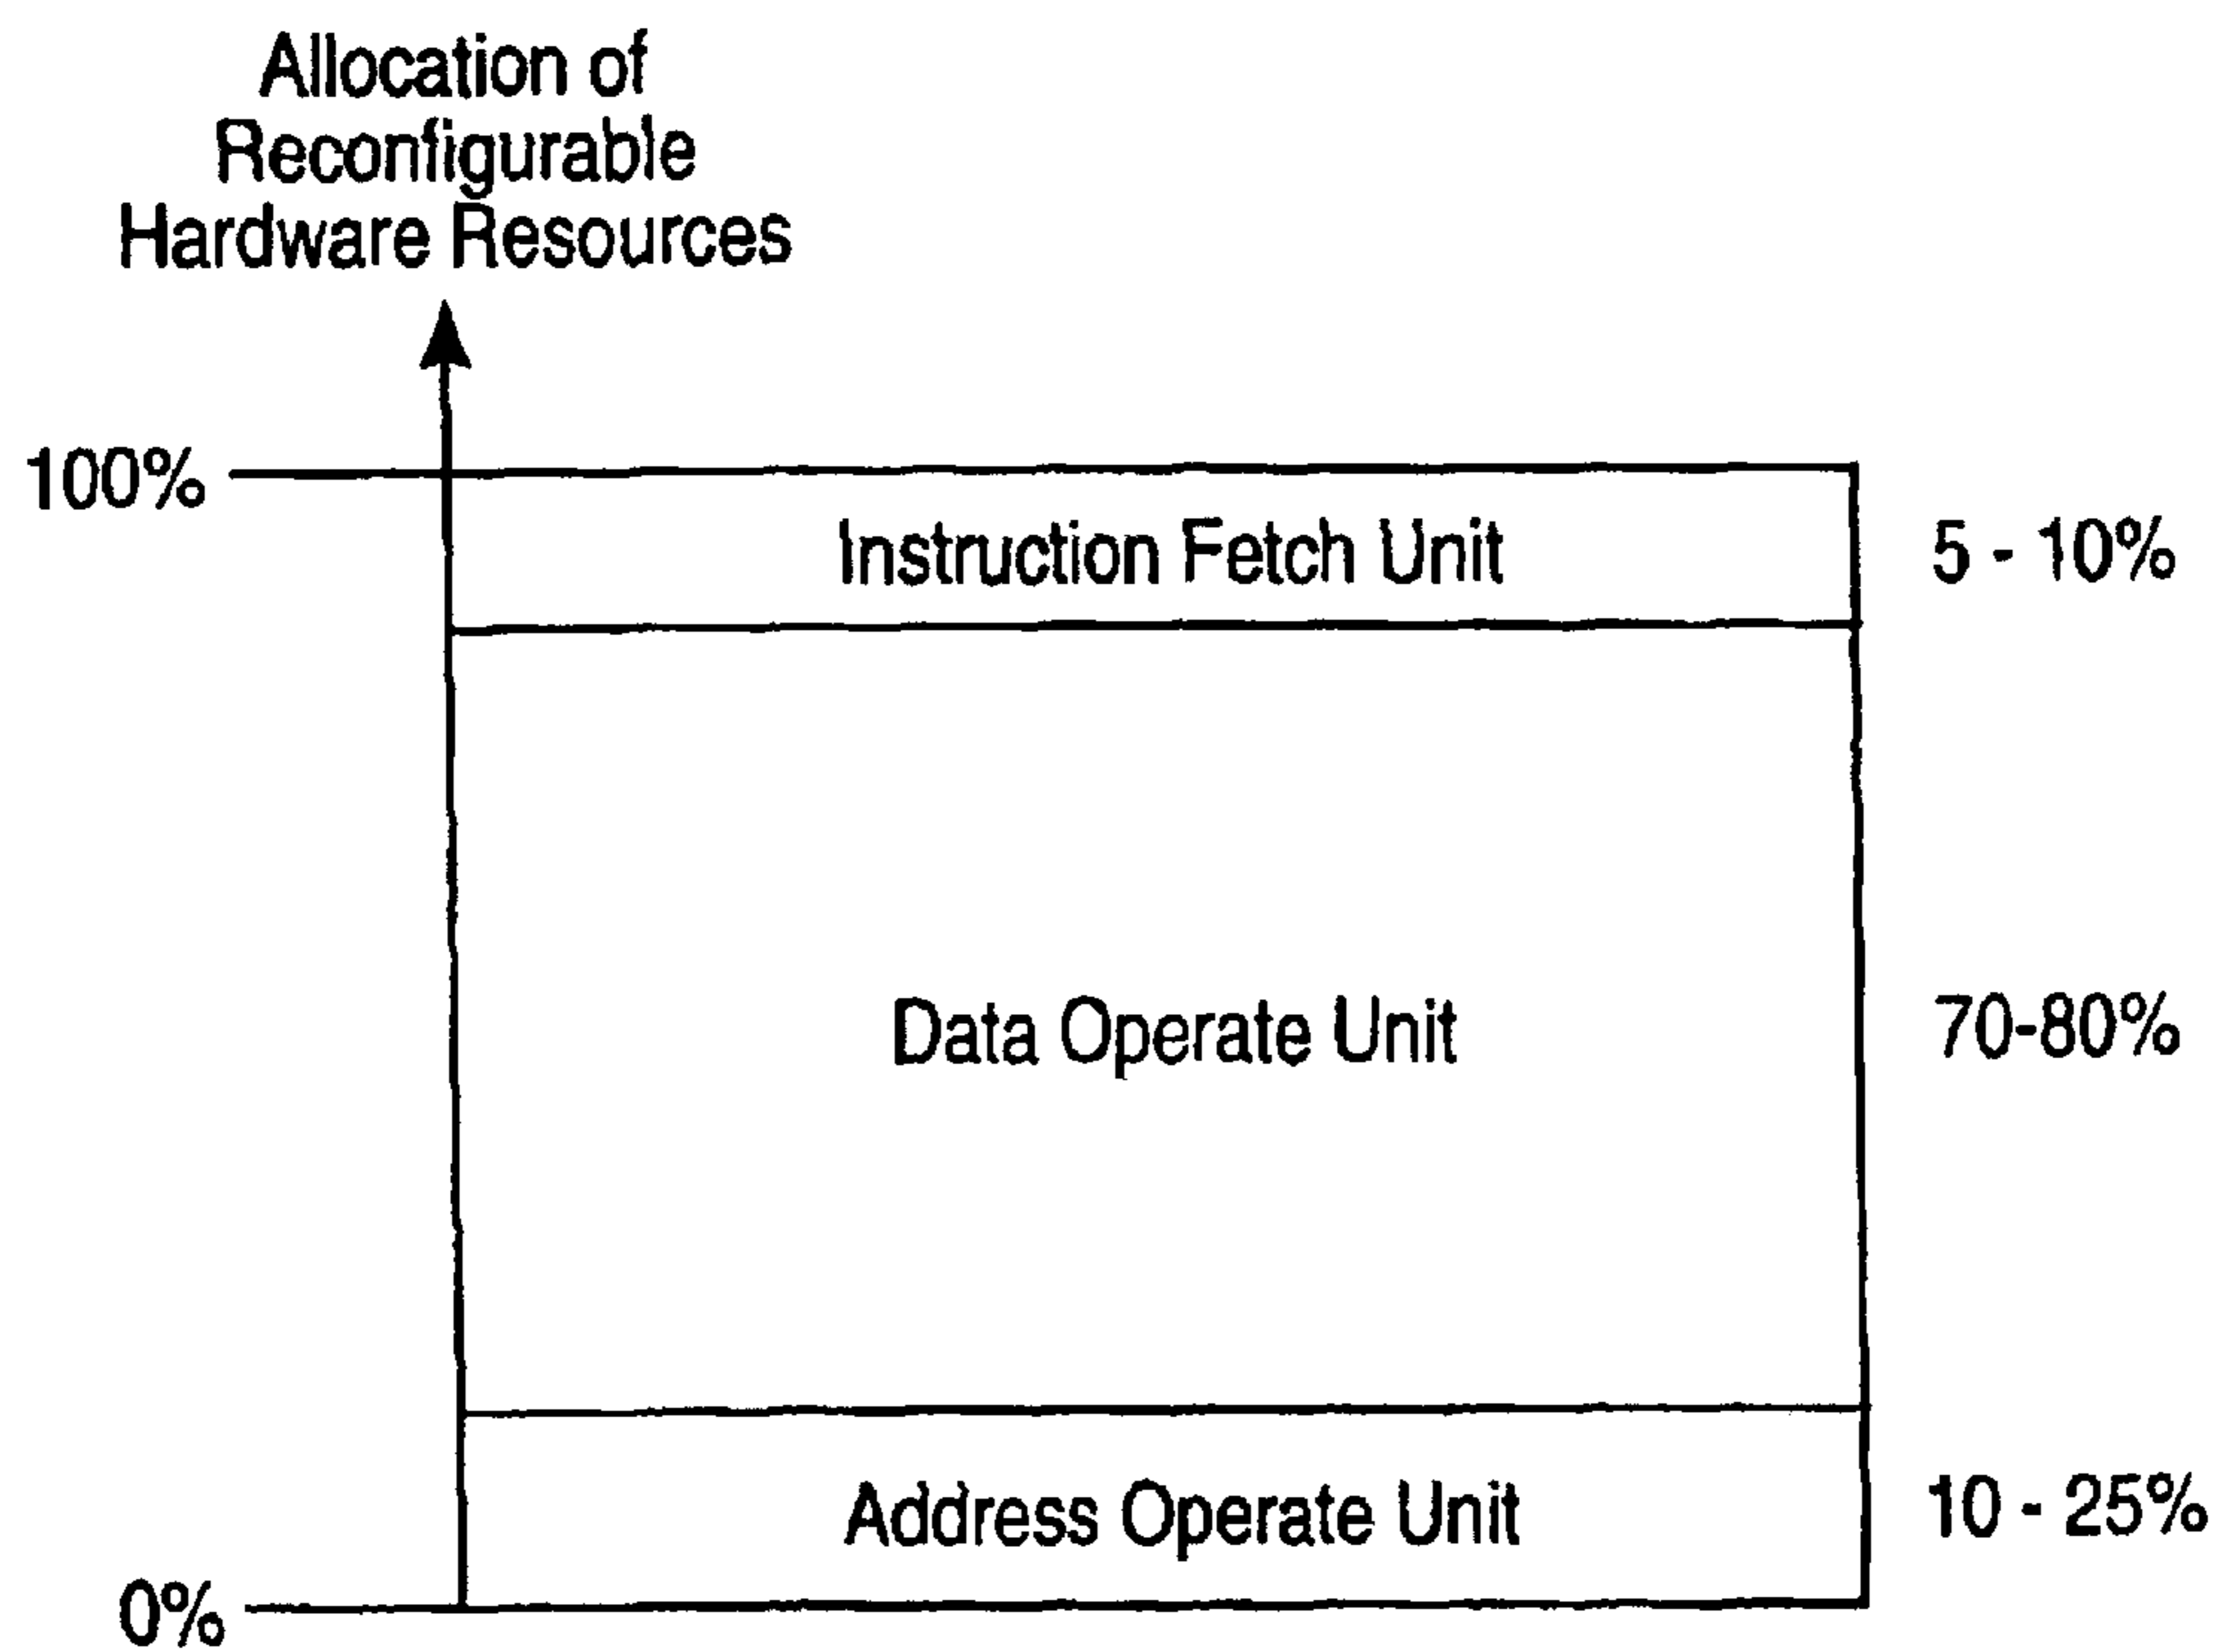 Allocation of
Reconfigurable
Hardware Resources
100%
Instruction Fetch Unit
5 - 10%
Data Operate Unit
70-80%
Address Operate Unit
10 - 25%
0%